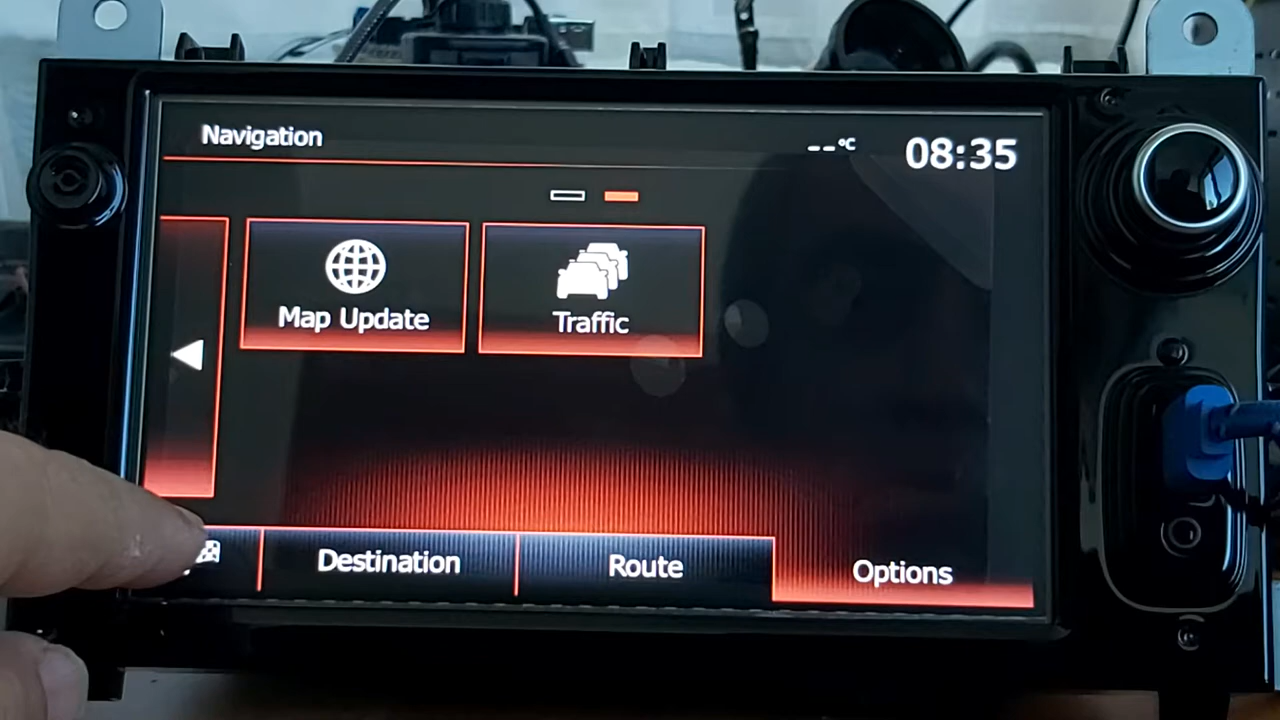 Navigation
--°C
08:35
Map Update
Traffic
Destination
Route
Options